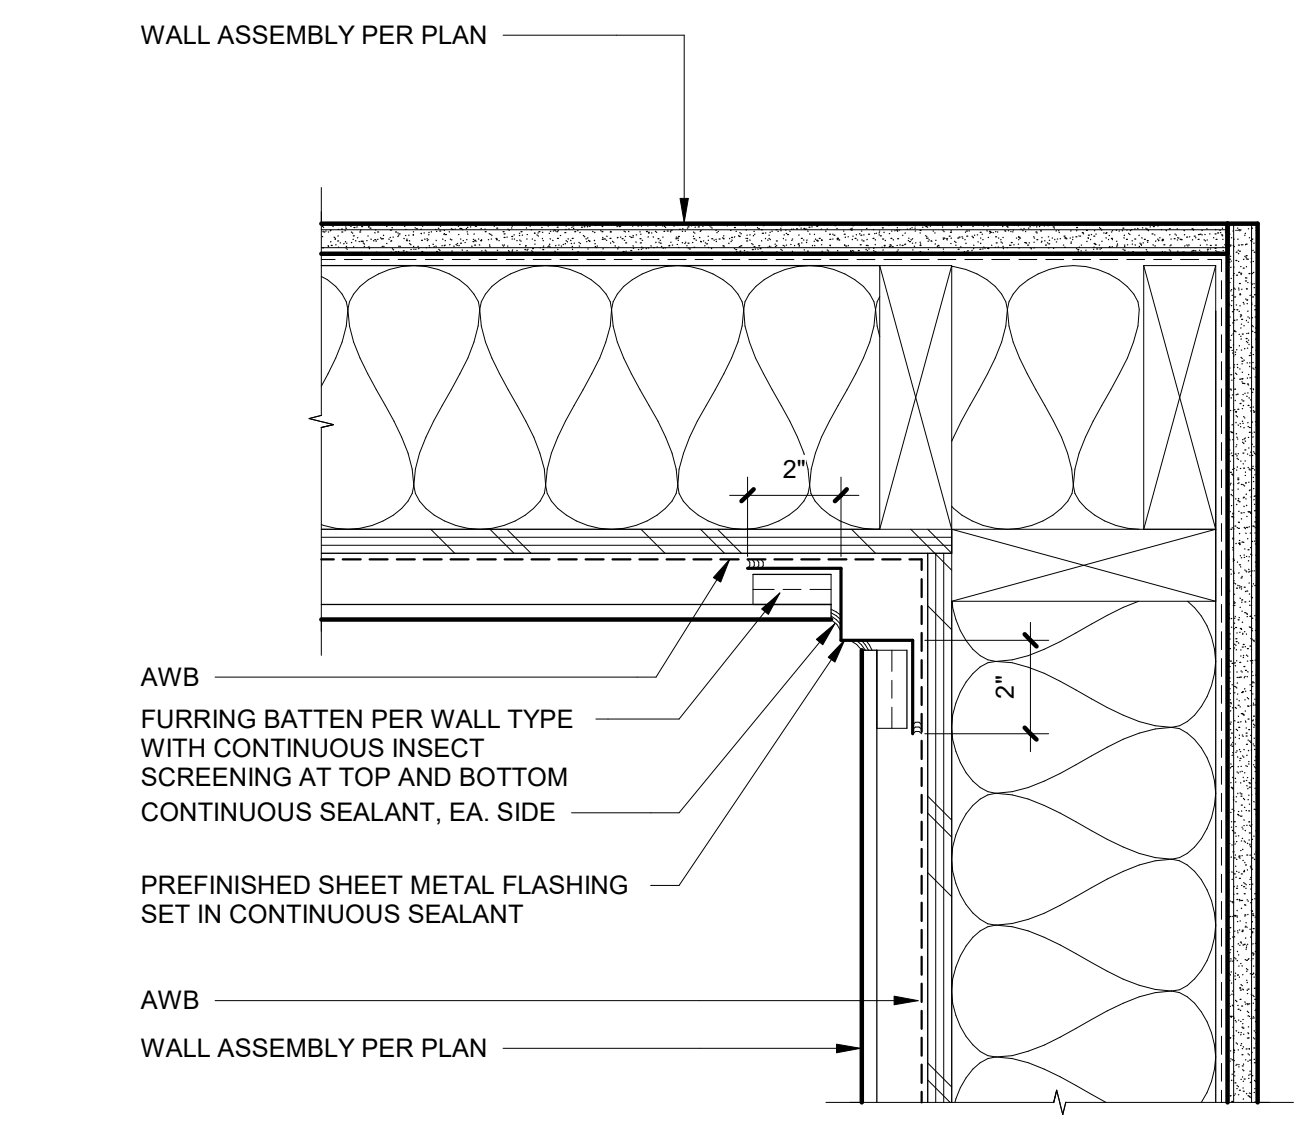 WALL ASSEMBLY PER PLAN
2"
AWB
FURRING BATTEN PER WALL TYPE
WITH CONTINUOUS INSECT
SCREENING AT TOP AND BOTTOM
2"
CONTINUOUS SEALANT, EA. SIDE
PREFINISHED SHEET METAL FLASHING
SET IN CONTINUOUS SEALANT
AWB
WALL ASSEMBLY PER PLAN